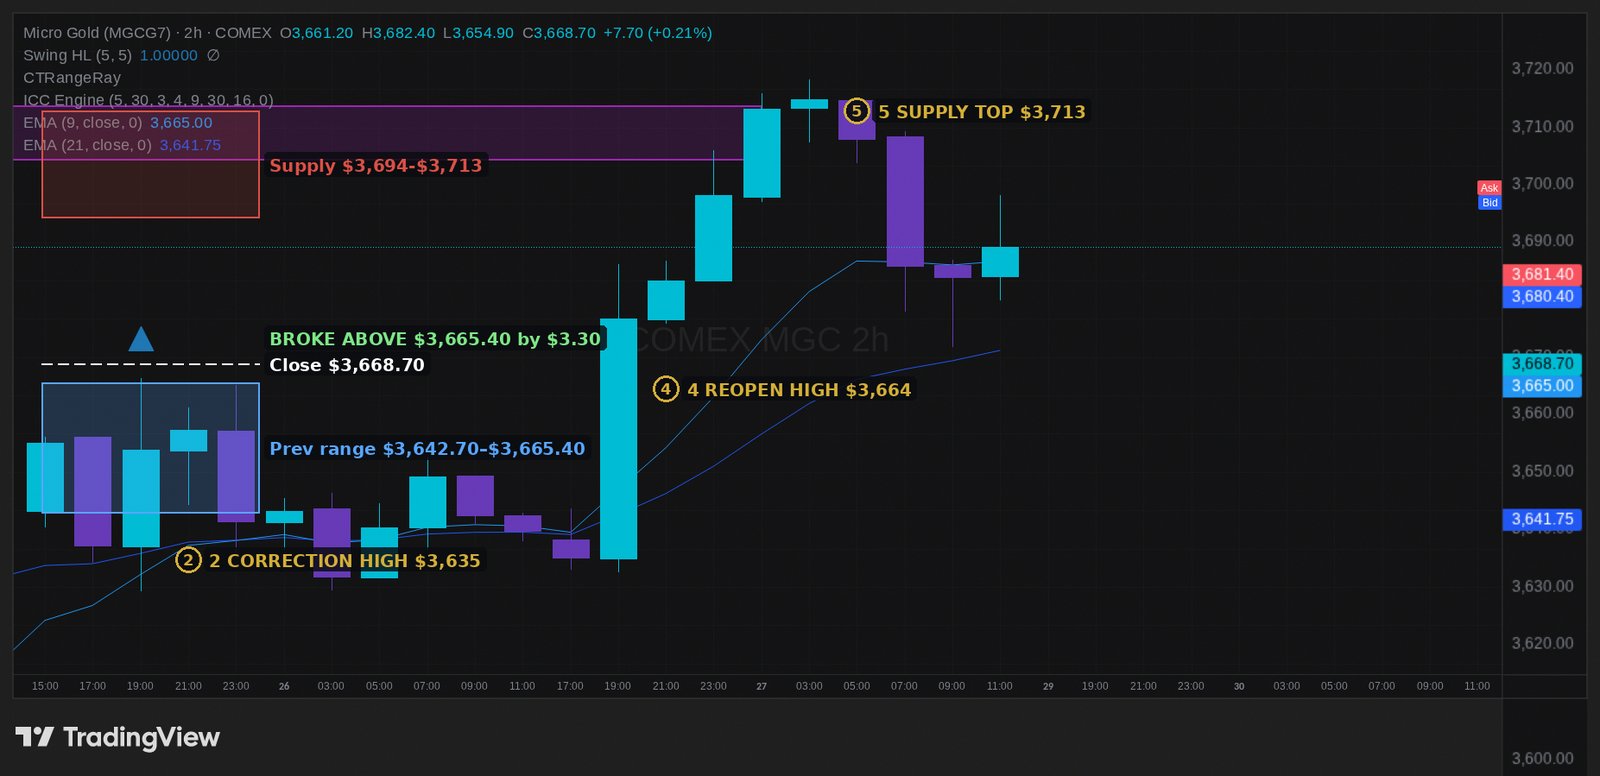 Micro Gold (MGCG7) · 2h · COMEX O3,661.20 H3,682.40 L3,654.90 C3,668.70 +7.70 (+0.21%)
Swing HL (5, 5) 1.00000 ∅
CTRangeRay
ICC Engine (5, 30, 3, 4, 9, 30, 16, 0)
EMA (9, close, 0) 3,665.00
EMA (21, close, 0) 3,641.75
Supply $3,694-$3,713
5 5 SUPPLY TOP $3,713
BROKE ABOVE $3,665.40 by $3.30
Close $3,668.70
COMEX MGC 2h
4 4 REOPEN HIGH $3,664
Prev range $3,642.70–$3,665.40
2 2 CORRECTION HIGH $3,635
3,720.00
3,710.00
3,700.00
Ask
Bid
3,690.00
3,681.40
3,680.40
3,668.70
3,665.00
3,660.00
3,650.00
3,641.75
3,630.00
3,620.00
3,600.00
15:00 17:00 19:00 21:00 23:00 26 03:00 05:00 07:00 09:00 11:00 17:00 19:00 21:00 23:00 27 03:00 05:00 07:00 09:00 11:00 29 19:00 21:00 23:00 30 03:00 05:00 07:00 09:00 11:00
TradingView